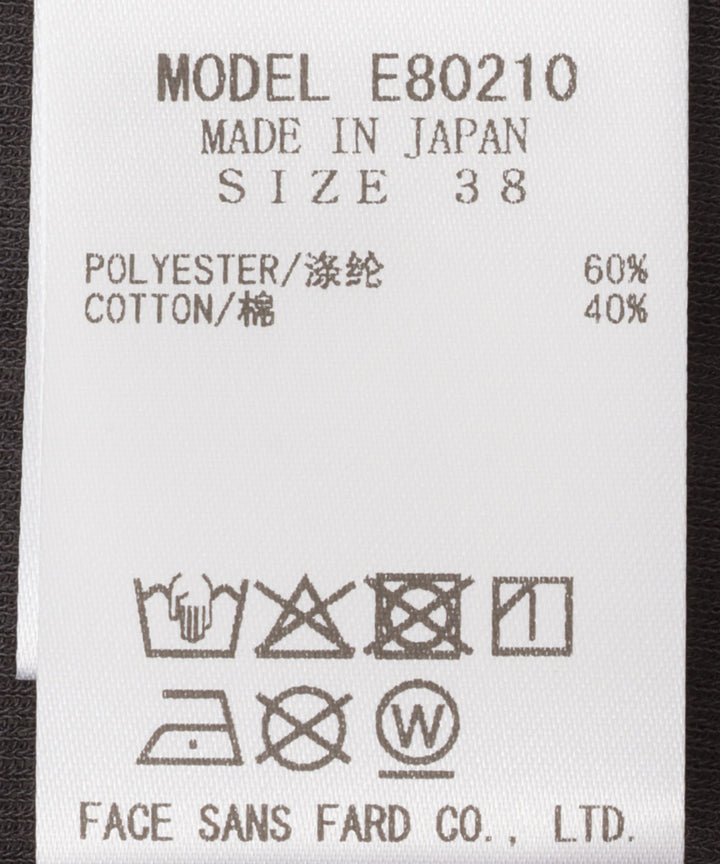 MODEL E80210
MADE IN JAPAN
SIZE 38
POLYESTER/涤纶 60%
COTTON/棉 40%
W
FACE SANS FARD CO., LTD.